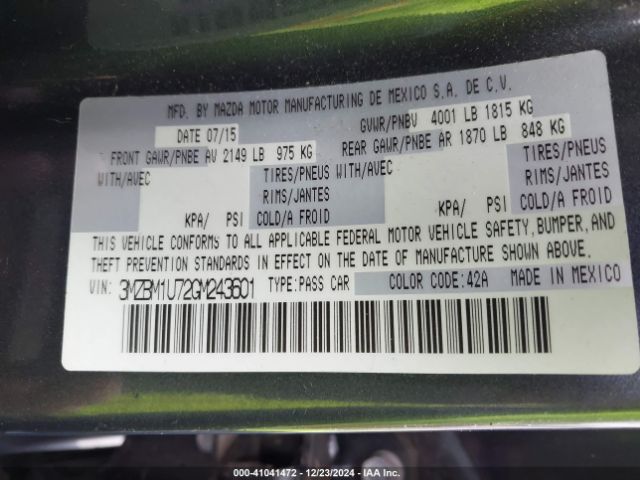 MFD. BY MAZDA MOTOR MANUFACTURING DE MEXICO S.A. DE C.V.
DATE 07/15 GVWR/PNBV 4001 LB 1815 KG
FRONT GAWR/PNBE AV 2149 LB 975 KG REAR GAWR/PNBE AR 1870 LB 848 KG
WITH/AVEC TIRES/PNEUS WITH/AVEC TIRES/PNEUS
RIMS/JANTES RIMS/JANTES
KPA/ PSI COLD/A FROID KPA/ PSI COLD/A FROID
THIS VEHICLE CONFORMS TO ALL APPLICABLE FEDERAL MOTOR VEHICLE SAFETY, BUMPER, AND
THEFT PREVENTION STANDARDS IN EFFECT ON THE DATE OF MANUFACTURE SHOWN ABOVE.
VIN: 3MZBM1U72GM243601 TYPE:PASS CAR COLOR CODE:42A MADE IN MEXICO
000-41041472 - 12/23/2024 - IAA Inc.